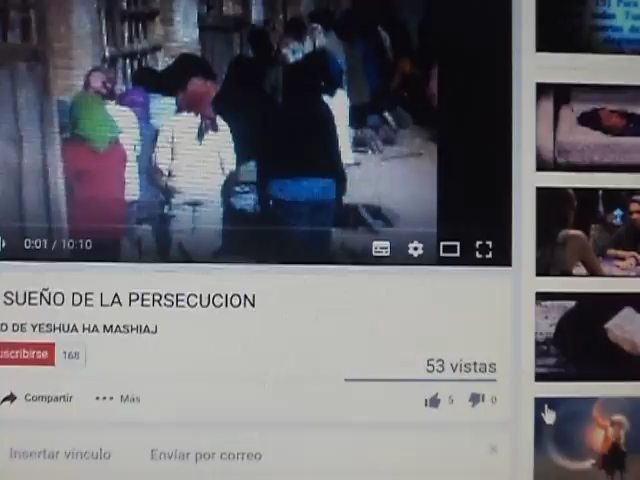 0:01 / 10:10
SUEÑO DE LA PERSECUCION
D DE YESHUA HA MASHIAJ
uscribirse 168
53 vistas
Compartir ••• Más 5 0
Insertar vínculo Enviar por correo